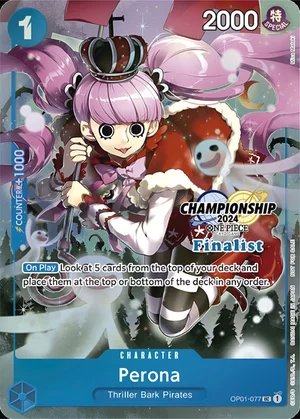 1
2000
特
SPECIAL
COUNTER +1000
CHAMPIONSHIP
2024
ONE PIECE
Finalist
On Play Look at 5 cards from the top of your deck and
place them at the top or bottom of the deck in any order.
CHARACTER
Perona
Thriller Bark Pirates
OP01-077 UC 1